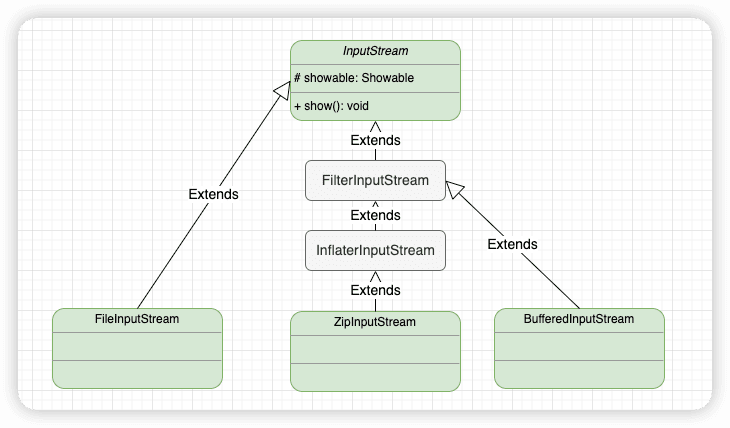 InputStream
# showable: Showable
+ show(): void
Extends
FilterInputStream
Extends
Extends
InflaterInputStream
Extends
Extends
FileInputStream
ZipInputStream
BufferedInputStream